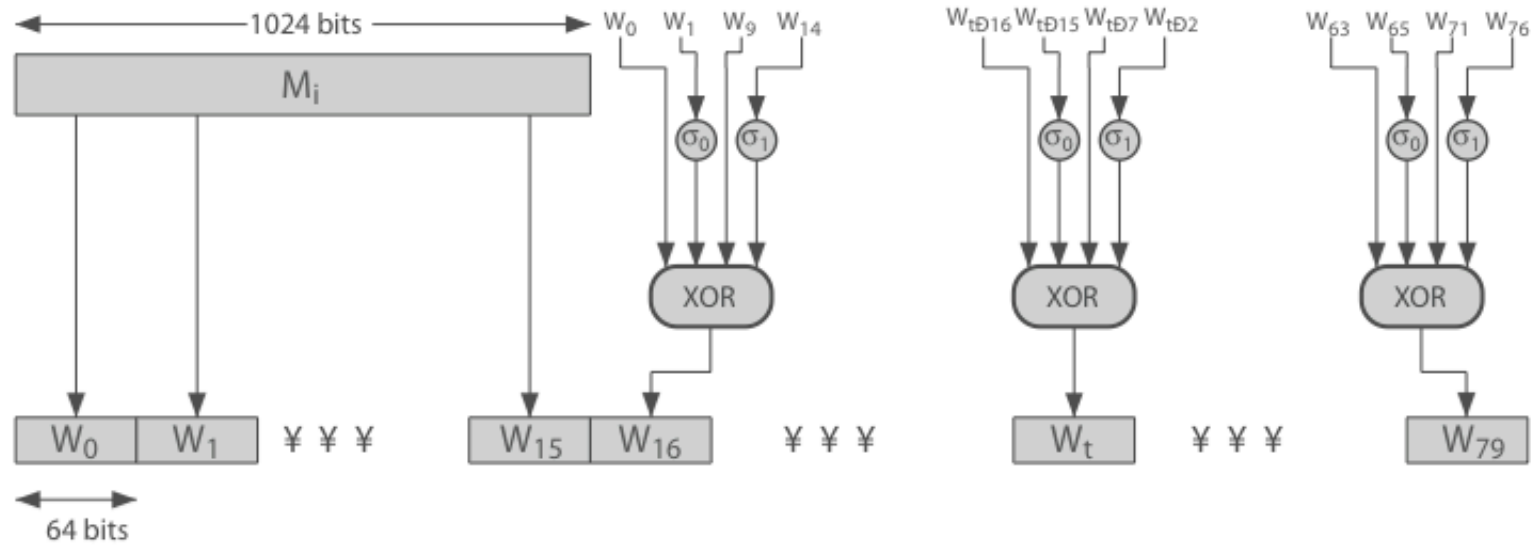 1024 bits
W₀ W₁ W₉ W₁₄
WₜÐ₁₆ WₜÐ₁₅ WₜÐ₇ WₜÐ₂
W₆₃ W₆₅ W₇₁ W₇₆
Mᵢ
σ₀ σ₁
σ₀ σ₁
σ₀ σ₁
XOR
XOR
XOR
W₀ W₁ ¥ ¥ ¥ W₁₅ W₁₆ ¥ ¥ ¥ Wₜ ¥ ¥ ¥ W₇₉
64 bits